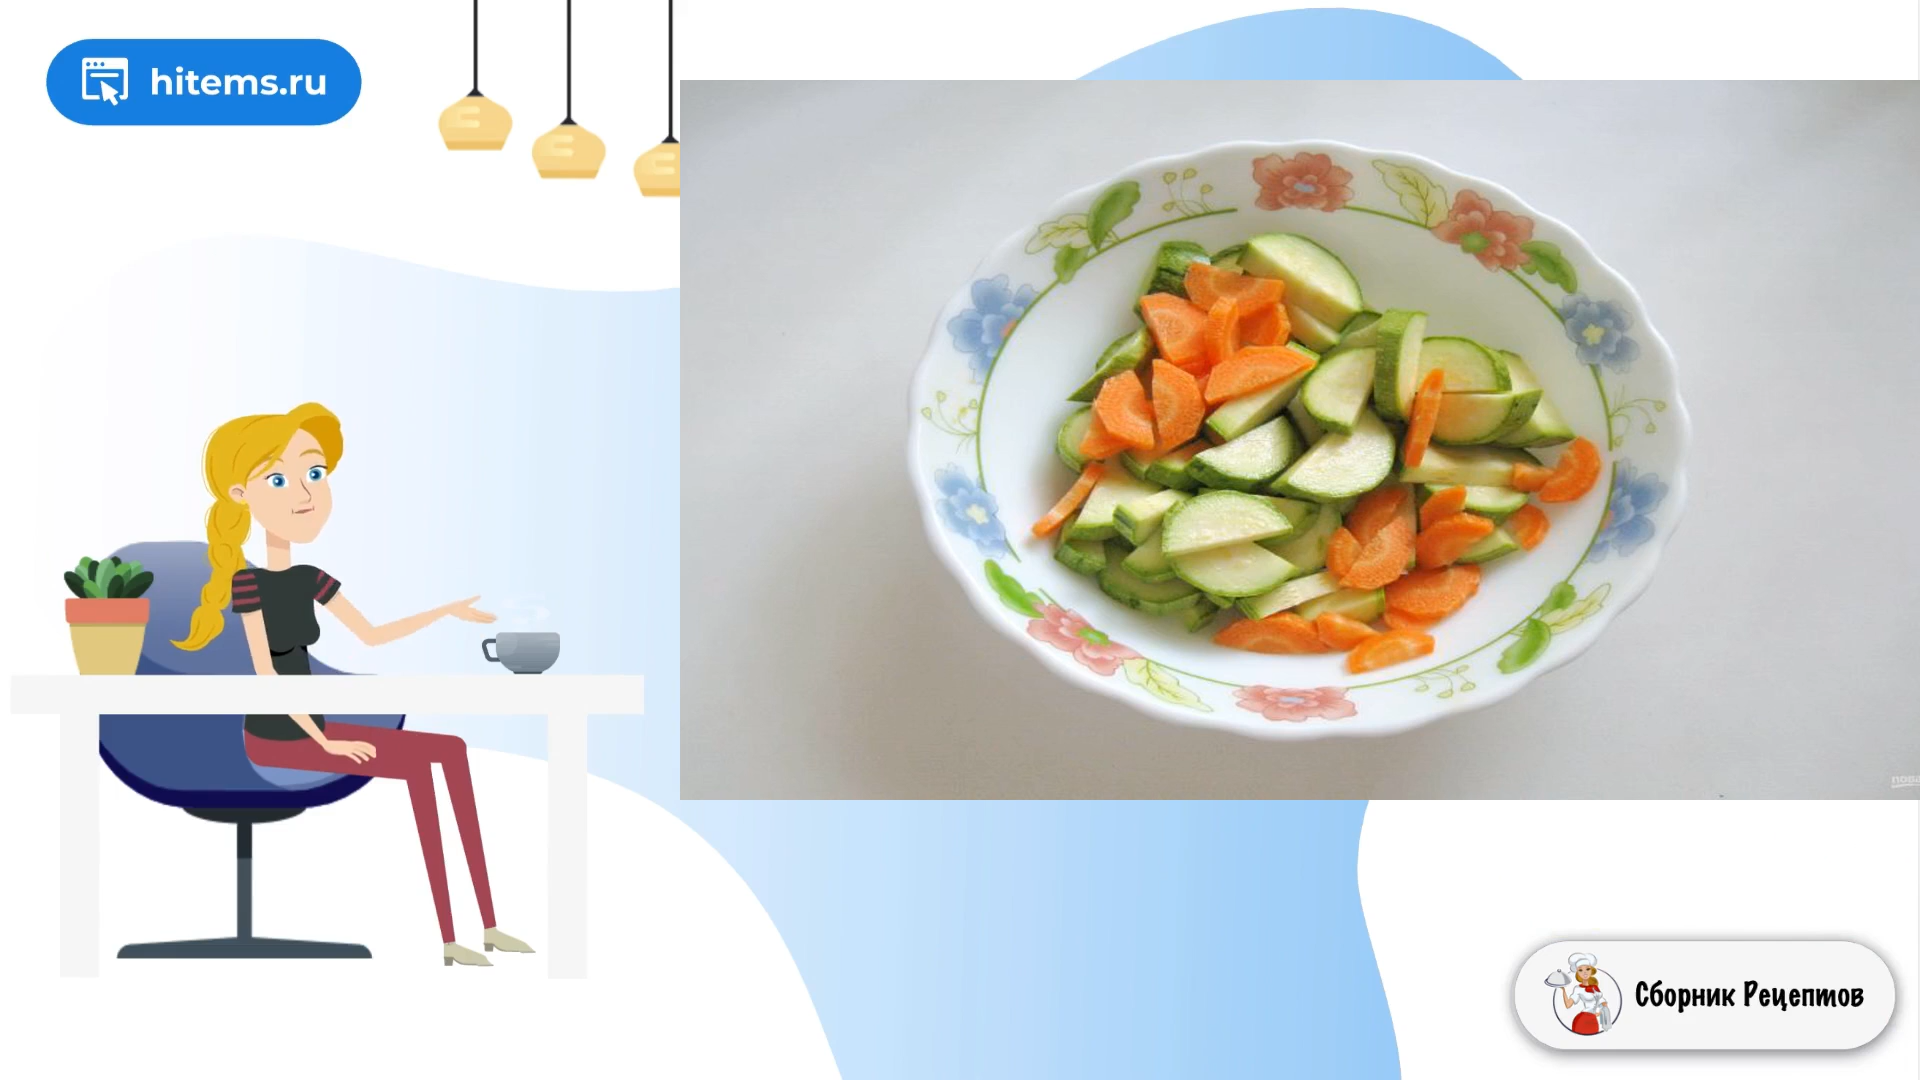 hitems.ru
Сборник Рецептов